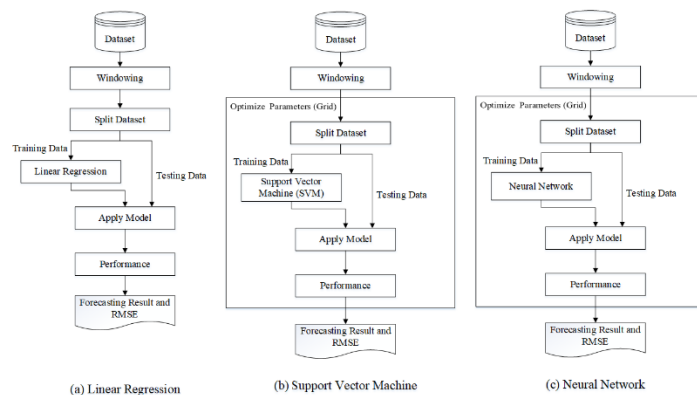 Dataset
Windowing
Split Dataset
Training Data
Linear Regression
Testing Data
Apply Model
Performance
Forecasting Result and
RMSE
(a) Linear Regression
Dataset
Windowing
Optimize Parameters (Grid)
Split Dataset
Training Data
Support Vector
Machine (SVM)
Testing Data
Apply Model
Performance
Forecasting Result and
RMSE
(b) Support Vector Machine
Dataset
Windowing
Optimize Parameters (Grid)
Split Dataset
Training Data
Neural Network
Testing Data
Apply Model
Performance
Forecasting Result and
RMSE
(c) Neural Network